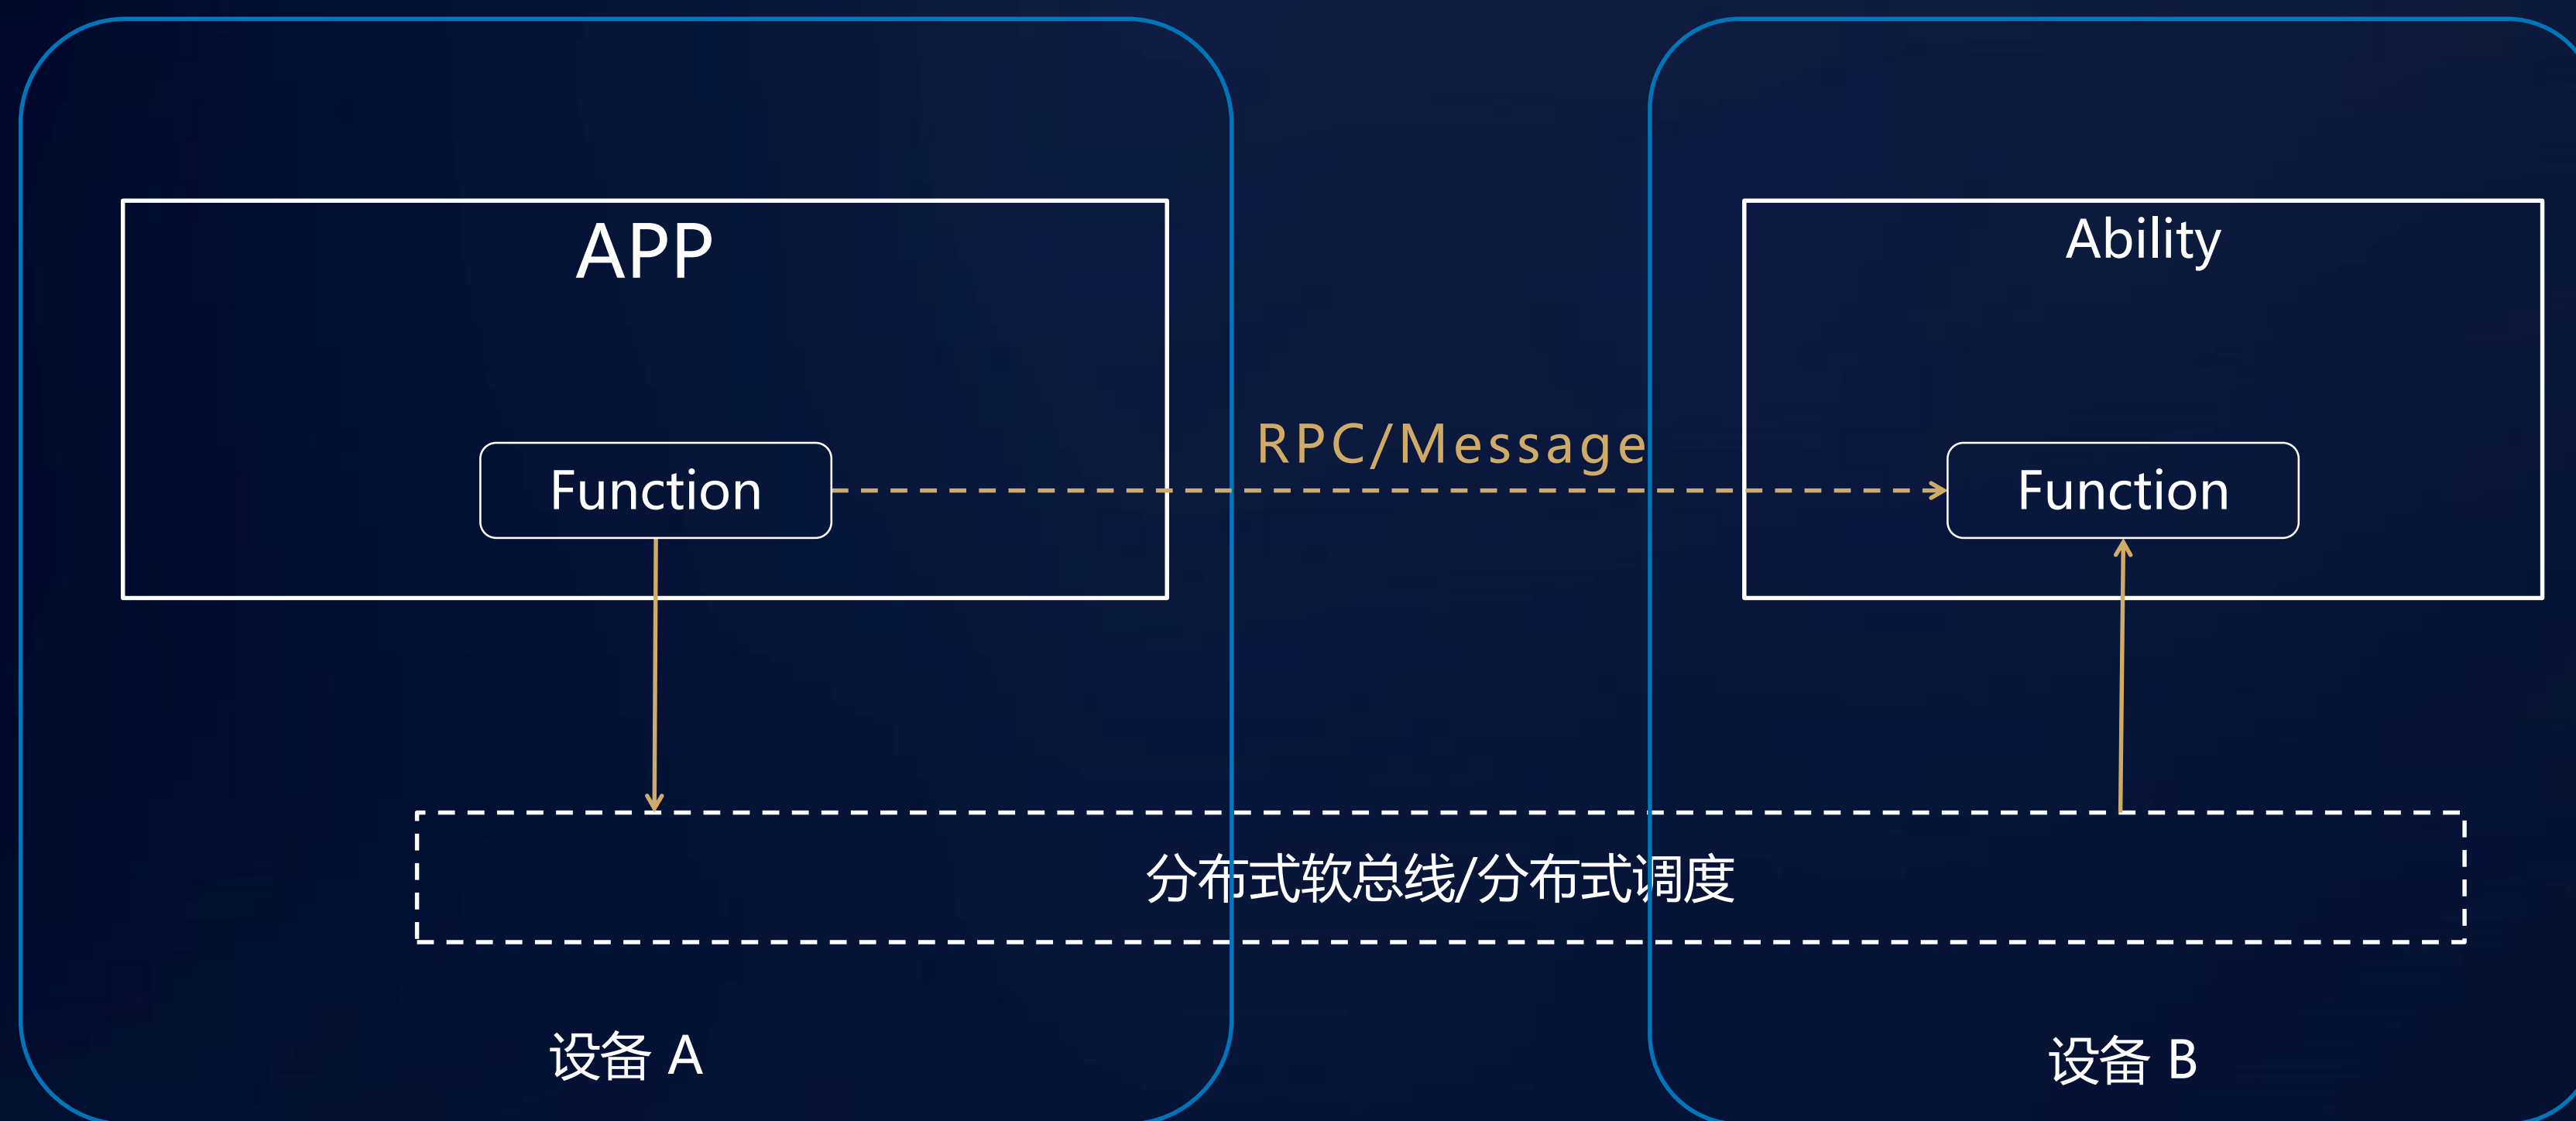 APP
Ability
RPC/Message
Function
Function
分布式软总线/分布式调度
设备 A
设备 B